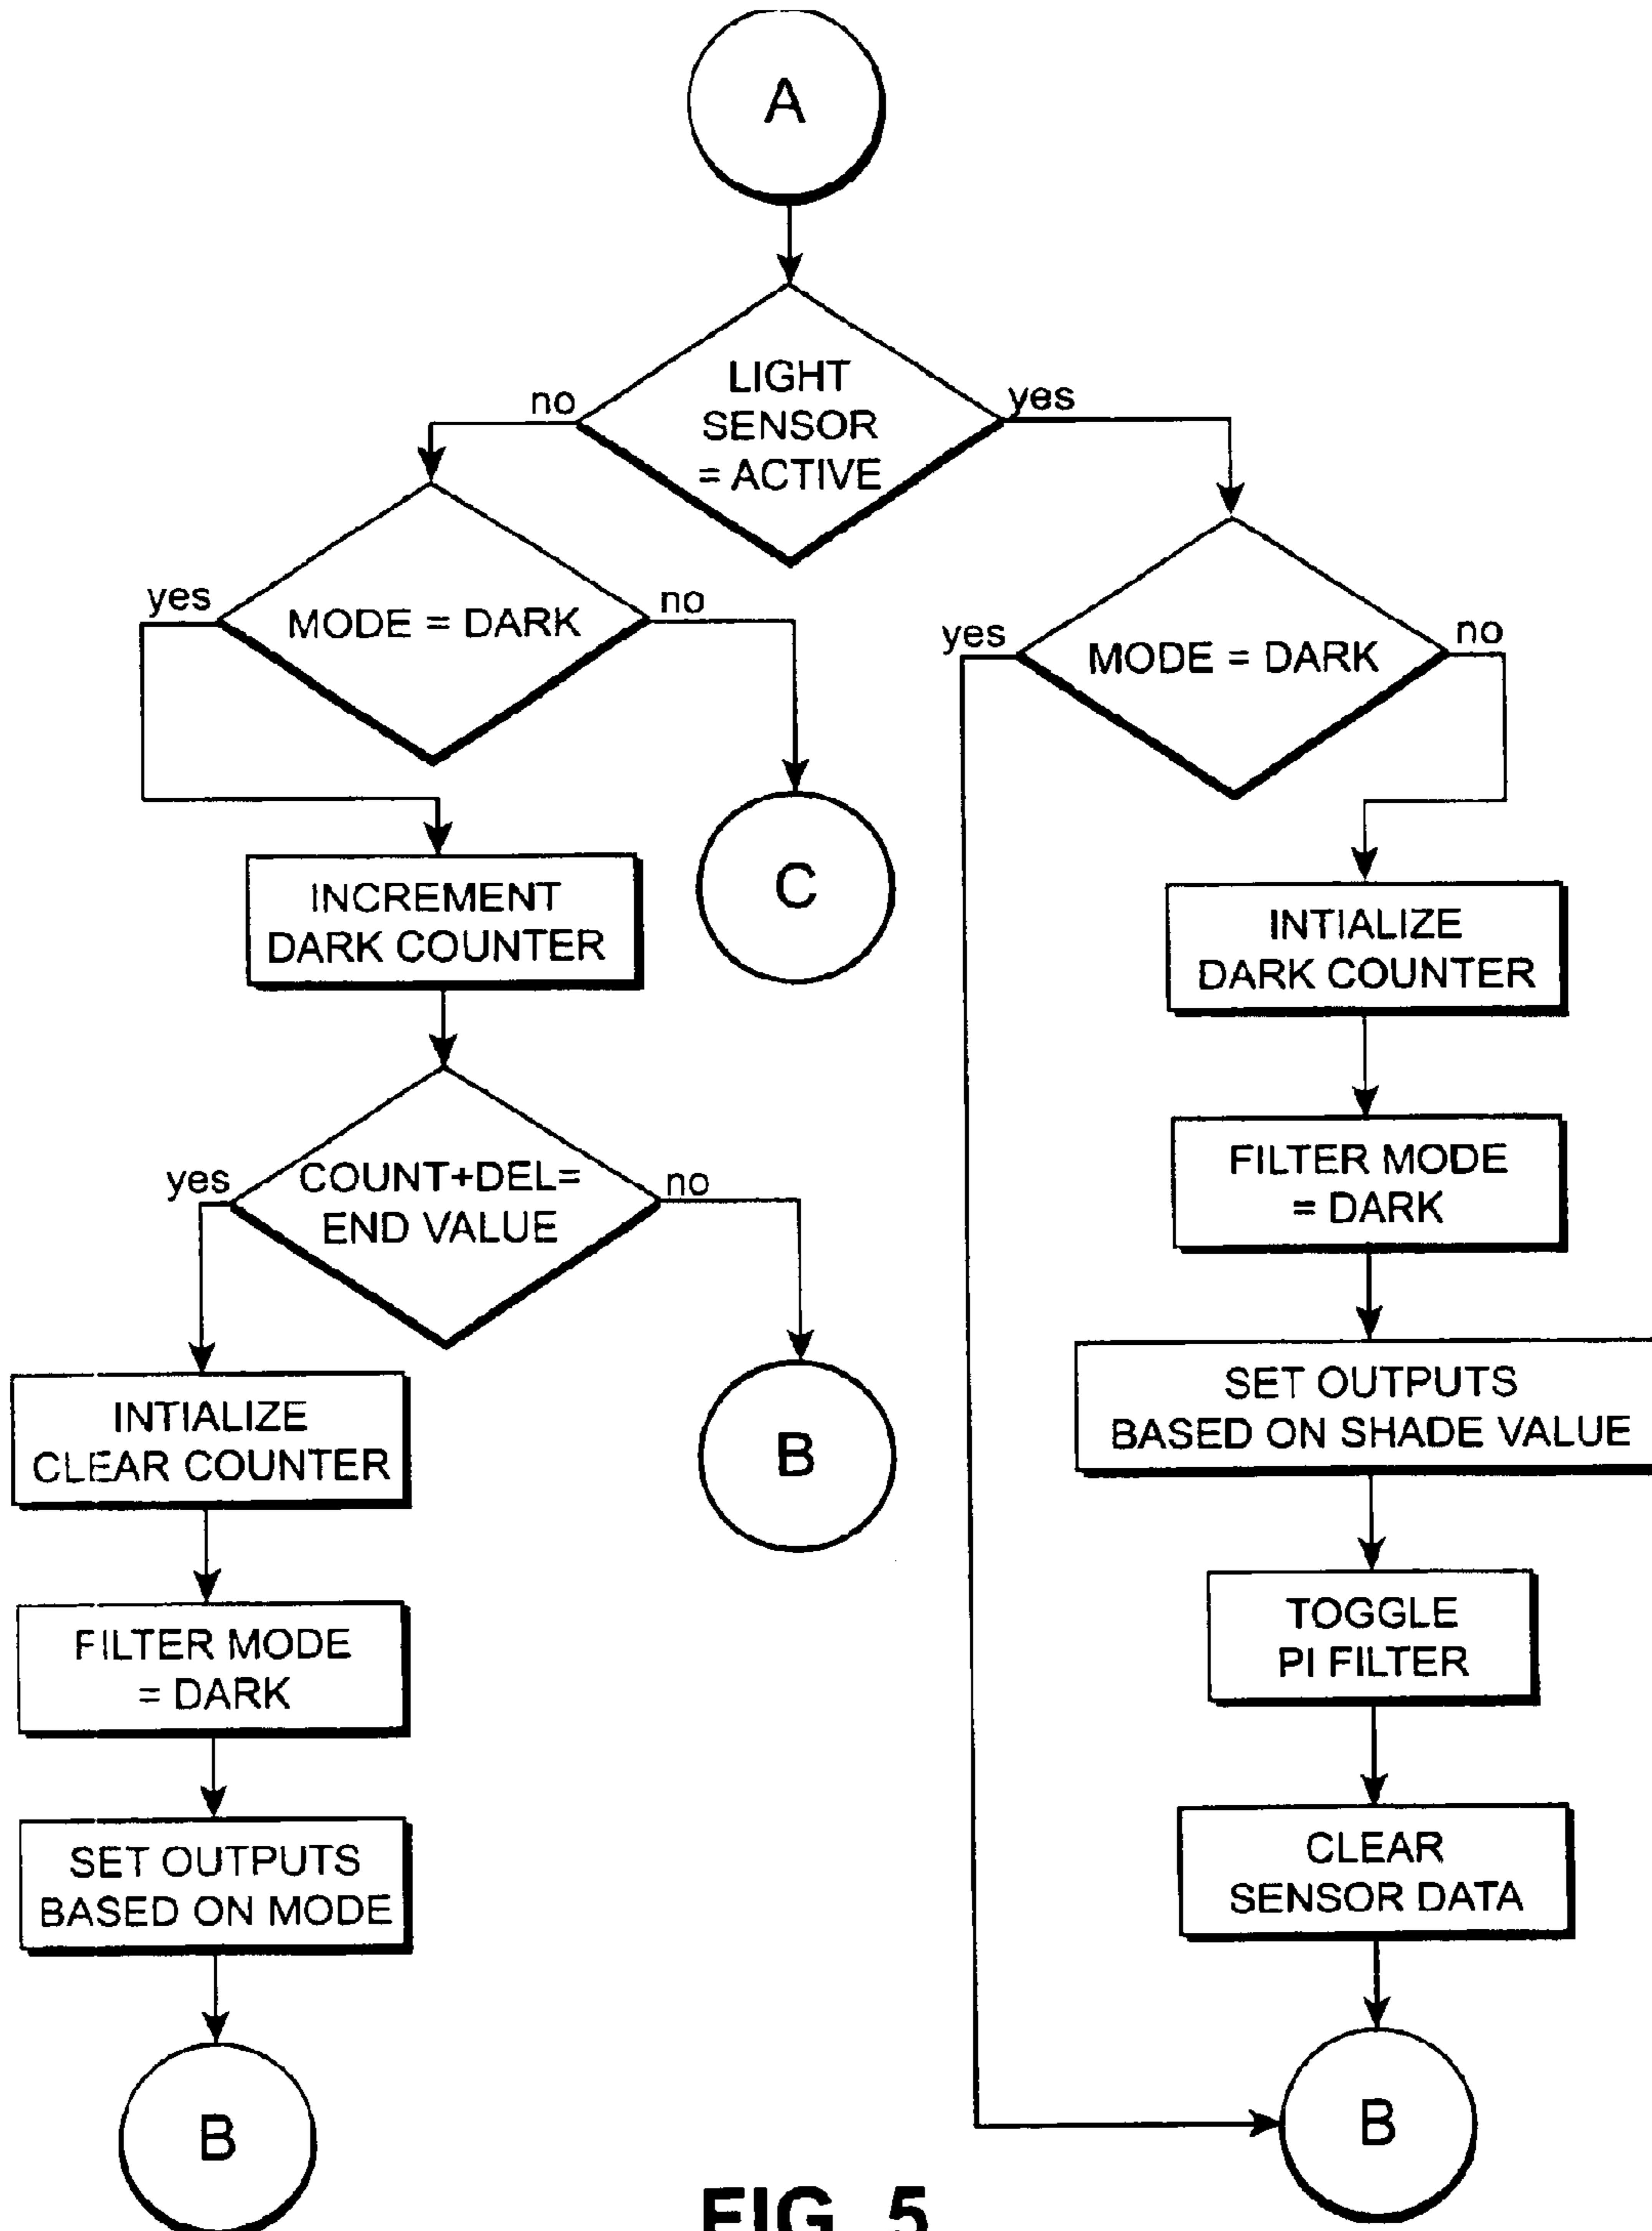 A
LIGHT
SENSOR
= ACTIVE
no
yes
MODE = DARK
yes
no
MODE = DARK
yes
no
C
INCREMENT
DARK COUNTER
INTIALIZE
DARK COUNTER
COUNT+DEL=
END VALUE
yes
no
FILTER MODE
= DARK
B
INTIALIZE
CLEAR COUNTER
SET OUTPUTS
BASED ON SHADE VALUE
FILTER MODE
= DARK
TOGGLE
PI FILTER
SET OUTPUTS
BASED ON MODE
CLEAR
SENSOR DATA
B
B
FIG. 5